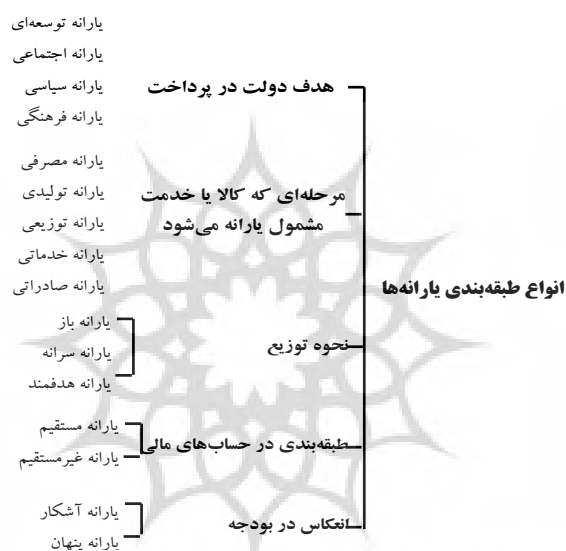 انواع طبقه‌بندی یارانه‌ها
هدف دولت در پرداخت
یارانه توسعه‌ای
یارانه اجتماعی
یارانه سیاسی
یارانه فرهنگی
مرحله‌ای که کالا یا خدمت
مشمول یارانه می‌شود
یارانه مصرفی
یارانه تولیدی
یارانه توزیعی
یارانه خدماتی
یارانه صادراتی
نحوه توزیع
یارانه باز
یارانه سرانه
یارانه هدفمند
طبقه‌بندی در حساب‌های مالی
یارانه مستقیم
یارانه غیرمستقیم
انعکاس در بودجه
یارانه آشکار
یارانه پنهان